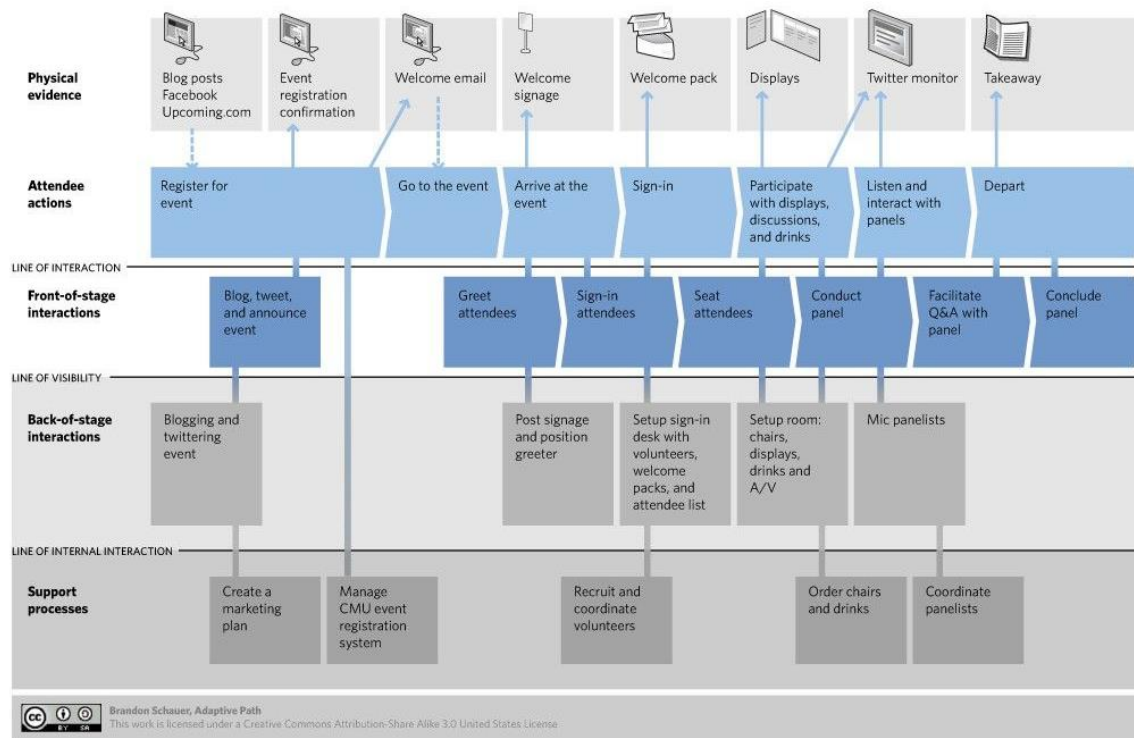 Physical
evidence
Blog posts
Facebook
Upcoming.com
Event
registration
confirmation
Welcome email
Welcome
signage
Welcome pack
Displays
Twitter monitor
Takeaway
Attendee
actions
Register for
event
Go to the event
Arrive at the
event
Sign-in
Participate
with displays,
discussions,
and drinks
Listen and
interact with
panels
Depart
LINE OF INTERACTION
Front-of-stage
interactions
Blog, tweet,
and announce
event
Greet
attendees
Sign-in
attendees
Seat
attendees
Conduct
panel
Facilitate
Q&A with
panel
Conclude
panel
LINE OF VISIBILITY
Back-of-stage
interactions
Blogging and
twittering
event
Post signage
and position
greeter
Setup sign-in
desk with
volunteers,
welcome
packs, and
attendee list
Setup room:
chairs,
displays,
drinks and
A/V
Mic panelists
LINE OF INTERNAL INTERACTION
Support
processes
Create a
marketing
plan
Manage
CMU event
registration
system
Recruit and
coordinate
volunteers
Order chairs
and drinks
Coordinate
panelists
cc
BY SA
Brandon Schauer, Adaptive Path
This work is licensed under a Creative Commons Attribution-Share Alike 3.0 United States License